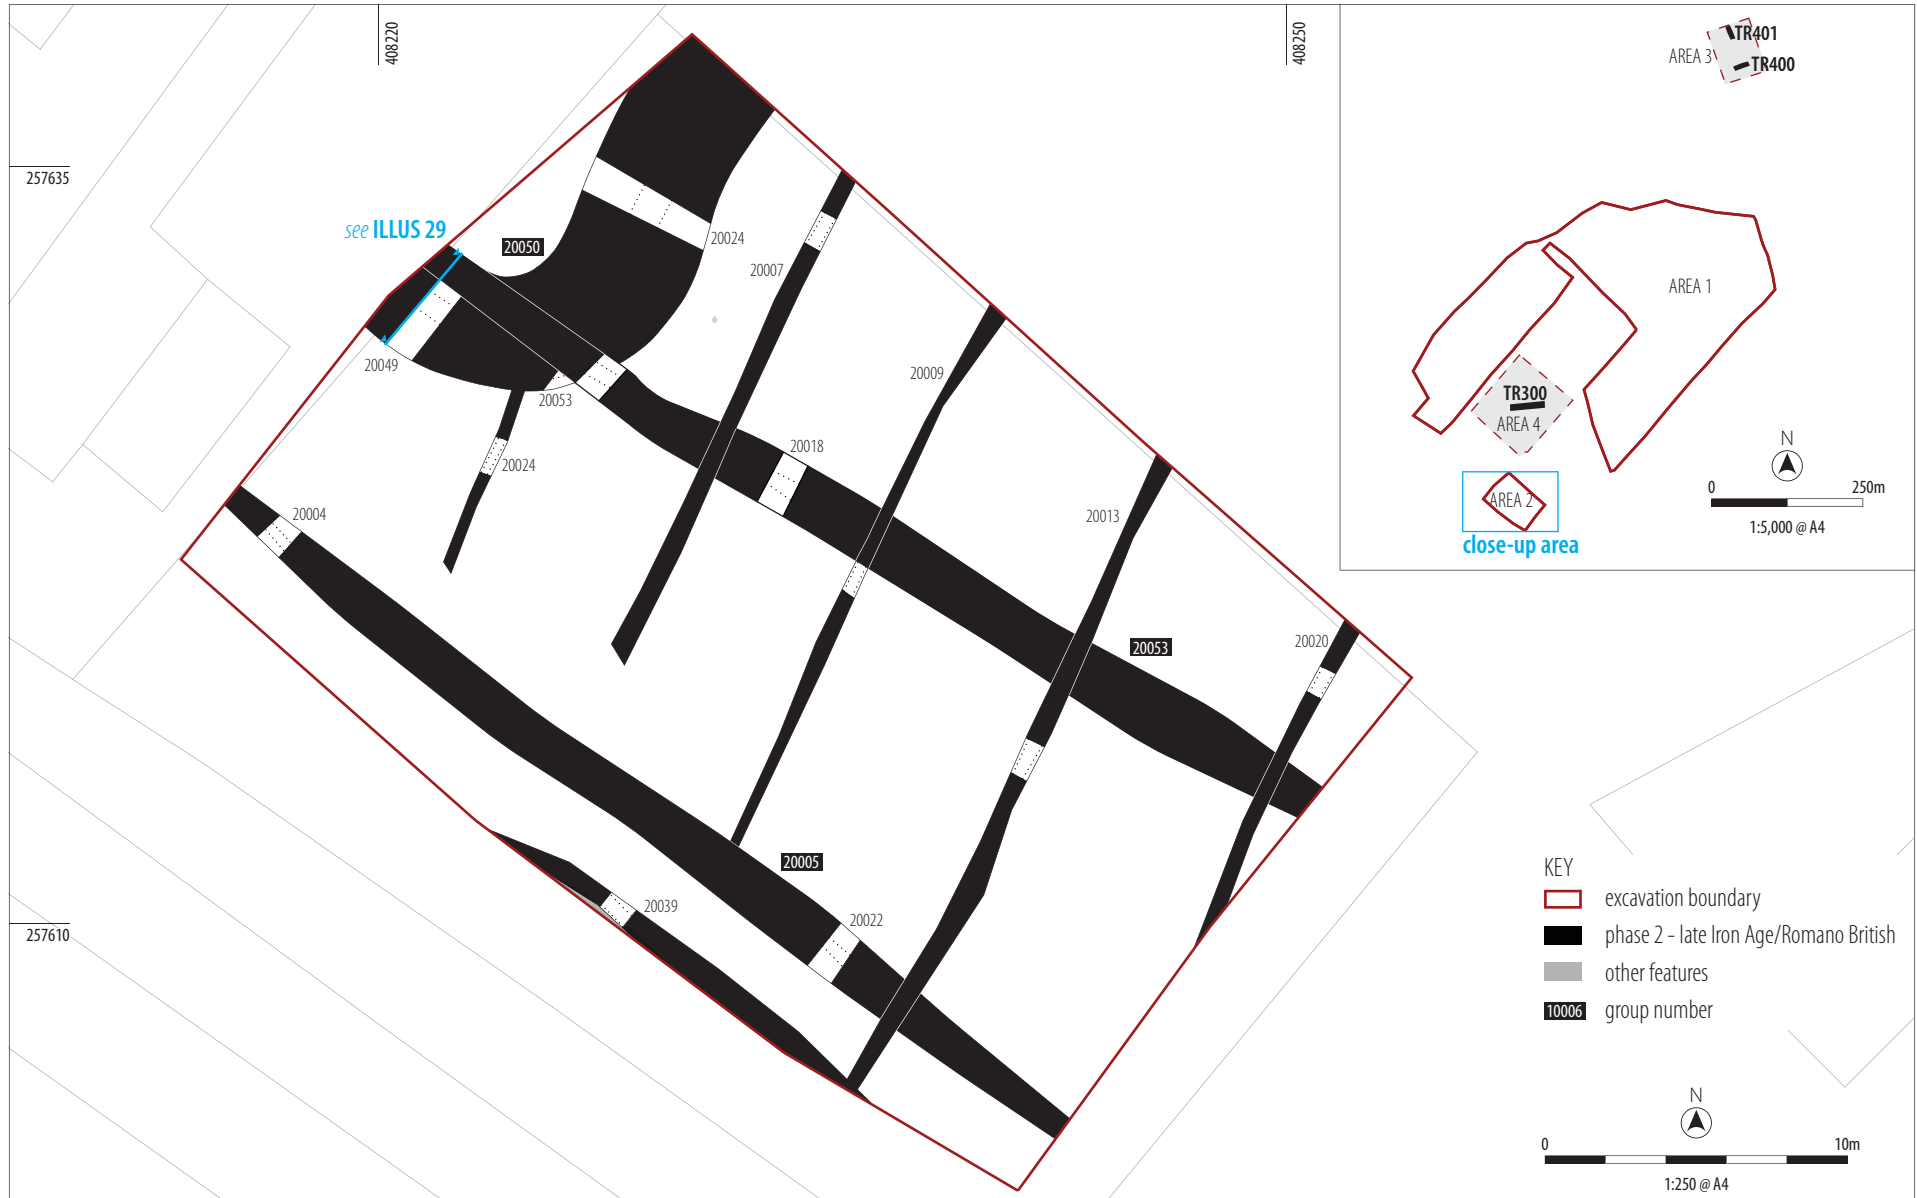 408220
408250
257635
257610
see ILLUS 29
20050
20024
20007
20049
20053
20009
20024
20018
20004
20013
20053
20020
20005
20039
20022
TR401
AREA 3
TR400
AREA 1
TR300
AREA 4
AREA 2
close-up area
N
0 250m
1:5,000 @ A4
KEY
excavation boundary
phase 2 - late Iron Age/Romano British
other features
10006 group number
N
0 10m
1:250 @ A4